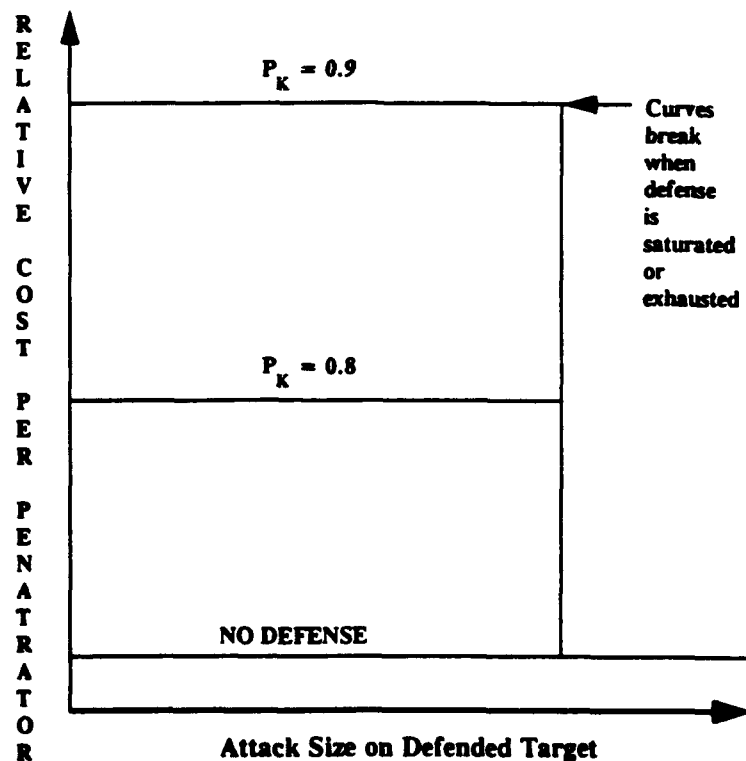 RELATIVE COST PER PENATRATOR
P_K = 0.9
Curves
break
when
defense
is
saturated
or
exhausted
P_K = 0.8
NO DEFENSE
Attack Size on Defended Target